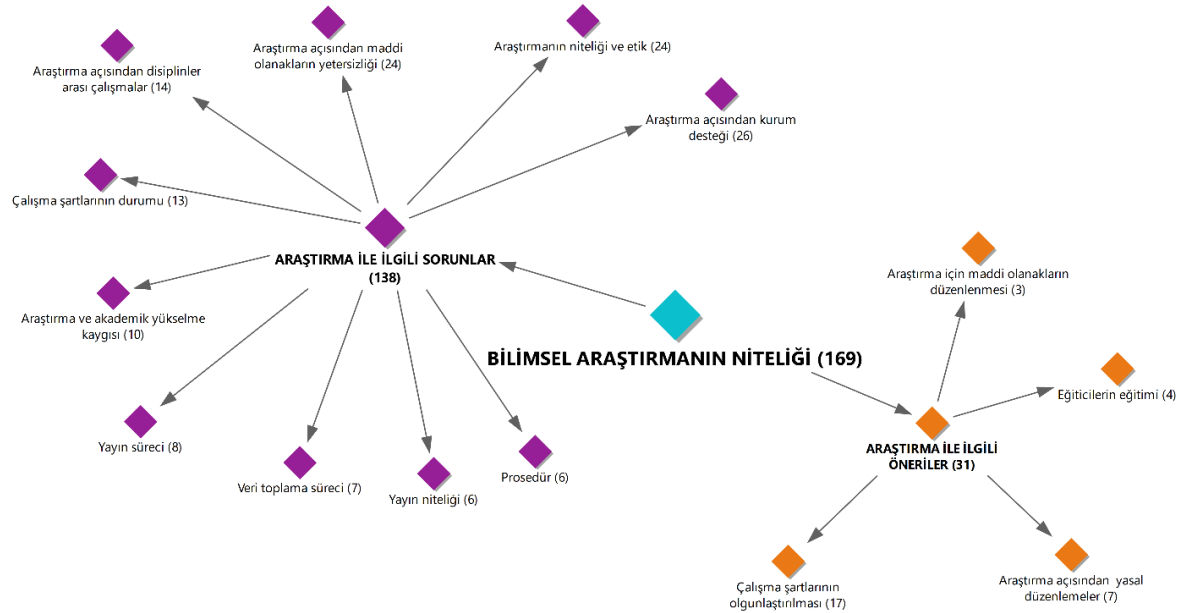 Araştırma açısından disiplinler
arası çalışmalar (14)
Araştırma açısından maddi
olanakların yetersizliği (24)
Araştırmanın niteliği ve etik (24)
Araştırma açısından kurum
desteği (26)
Çalışma şartlarının durumu (13)
ARAŞTIRMA İLE İLGİLİ SORUNLAR
(138)
Araştırma ve akademik yükselme
kaygısı (10)
Yayın süreci (8)
Veri toplama süreci (7)
Yayın niteliği (6)
Prosedür (6)
BİLİMSEL ARAŞTIRMANIN NİTELİĞİ (169)
Araştırma için maddi olanakların
düzenlenmesi (3)
Eğiticilerin eğitimi (4)
ARAŞTIRMA İLE İLGİLİ
ÖNERİLER (31)
Çalışma şartlarının
olgunlaştırılması (17)
Araştırma açısından yasal
düzenlemeler (7)